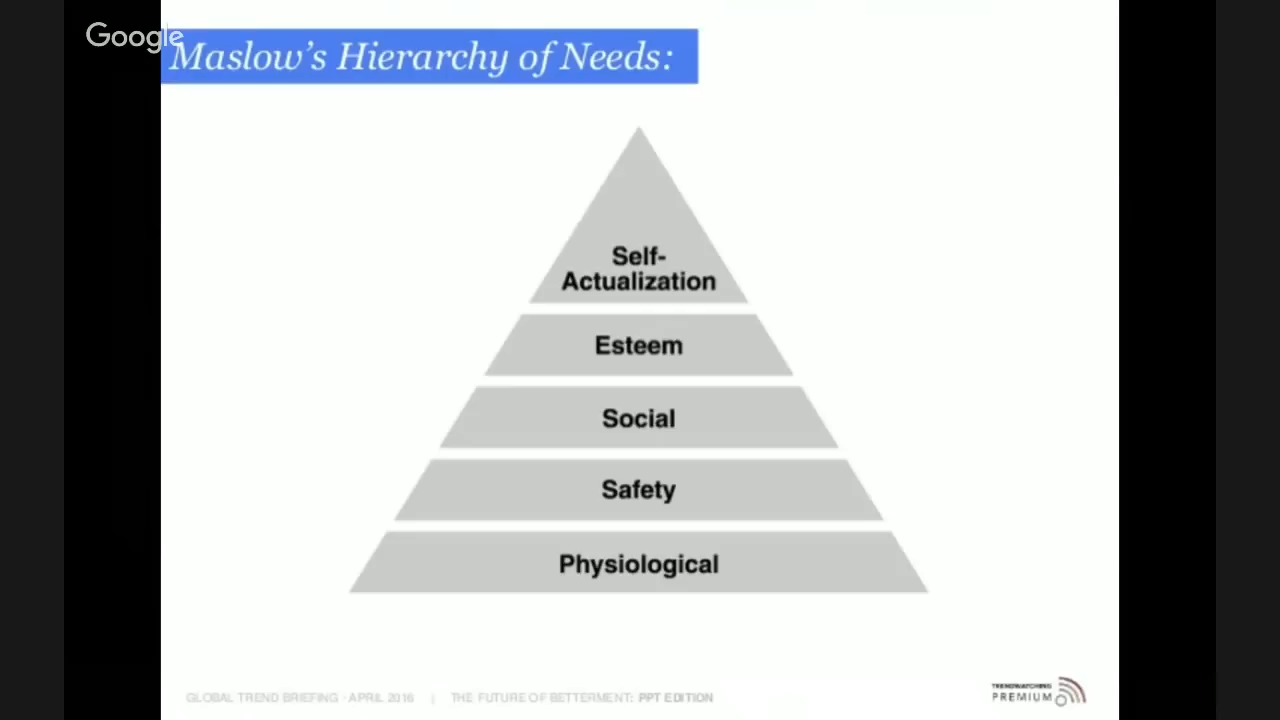 Google
Maslow's Hierarchy of Needs:
Self-
Actualization
Esteem
Social
Safety
Physiological
GLOBAL TREND BRIEFING · APRIL 2016 | THE FUTURE OF BETTERMENT: PPT EDITION
TRENDWATCHING
PREMIUM